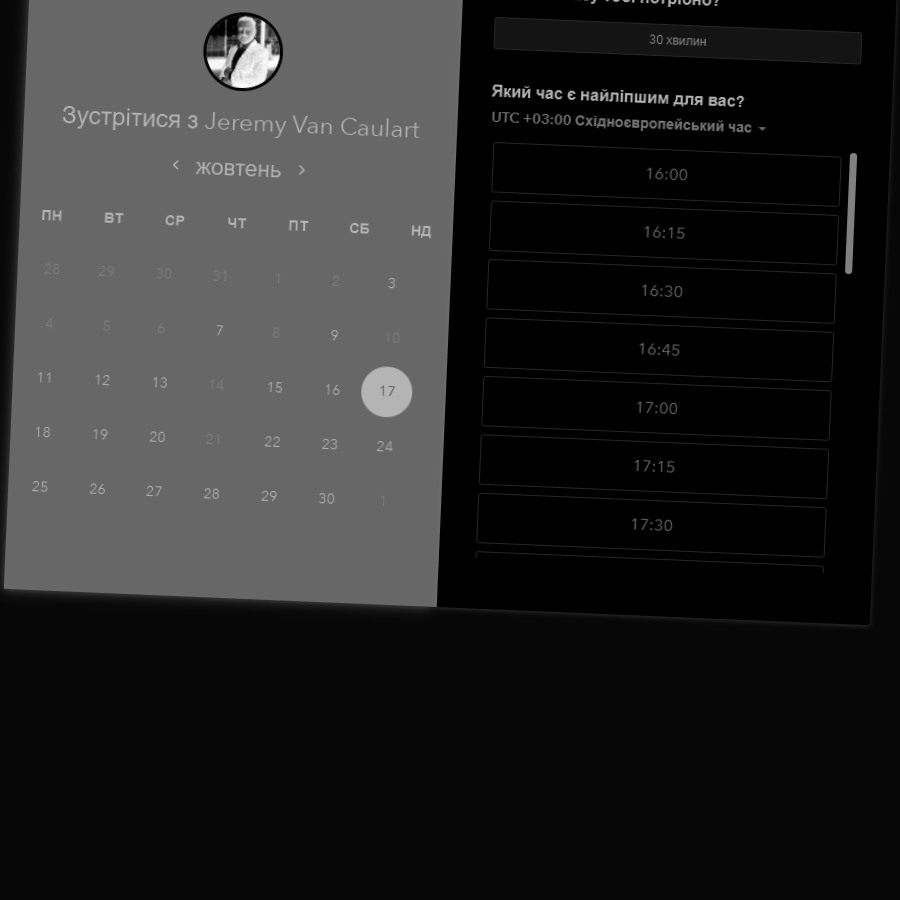 Зустрітися з Jeremy Van Caulart
жовтень
ПН ВТ СР ЧТ ПТ СБ НД
28 29 30 31 1 2 3
4 5 6 7 8 9 10
11 12 13 14 15 16 17
18 19 20 21 22 23 24
25 26 27 28 29 30 1
потрібно?
30 хвилин
Який час є найліпшим для вас?
UTC +03:00 Східноєвропейський час
16:00
16:15
16:30
16:45
17:00
17:15
17:30